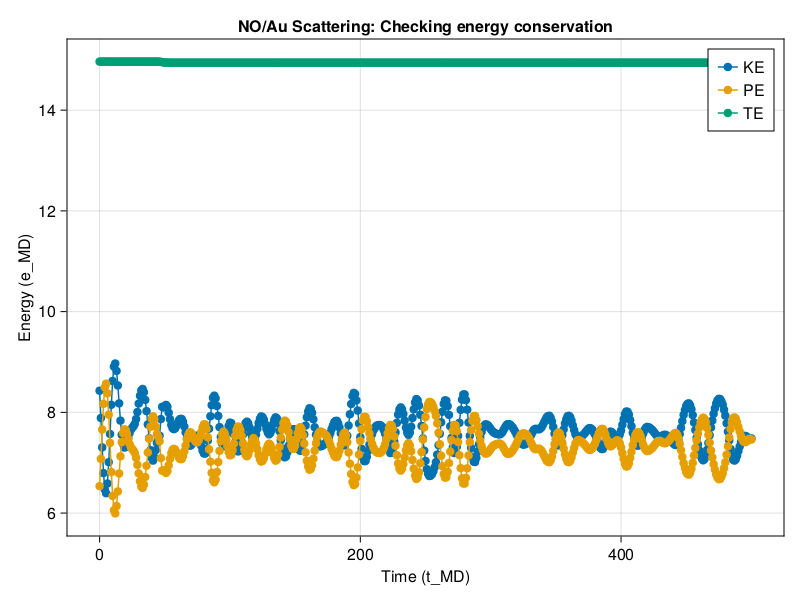 NO/Au Scattering: Checking energy conservation
KE
PE
TE
14
12
10
8
6
Energy (e_MD)
0 200 400
Time (t_MD)